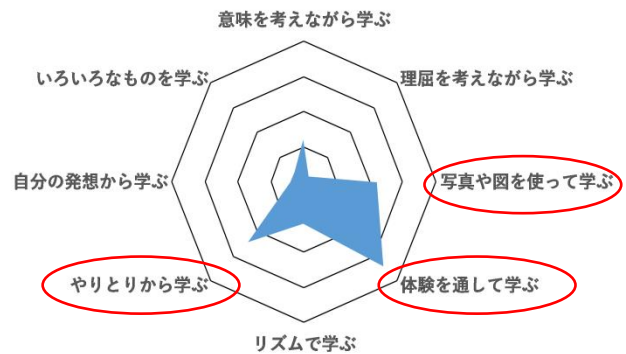 意味を考えながら学ぶ
いろいろなものを学ぶ
理屈を考えながら学ぶ
自分の発想から学ぶ
写真や図を使って学ぶ
やりとりから学ぶ
体験を通して学ぶ
リズムで学ぶ